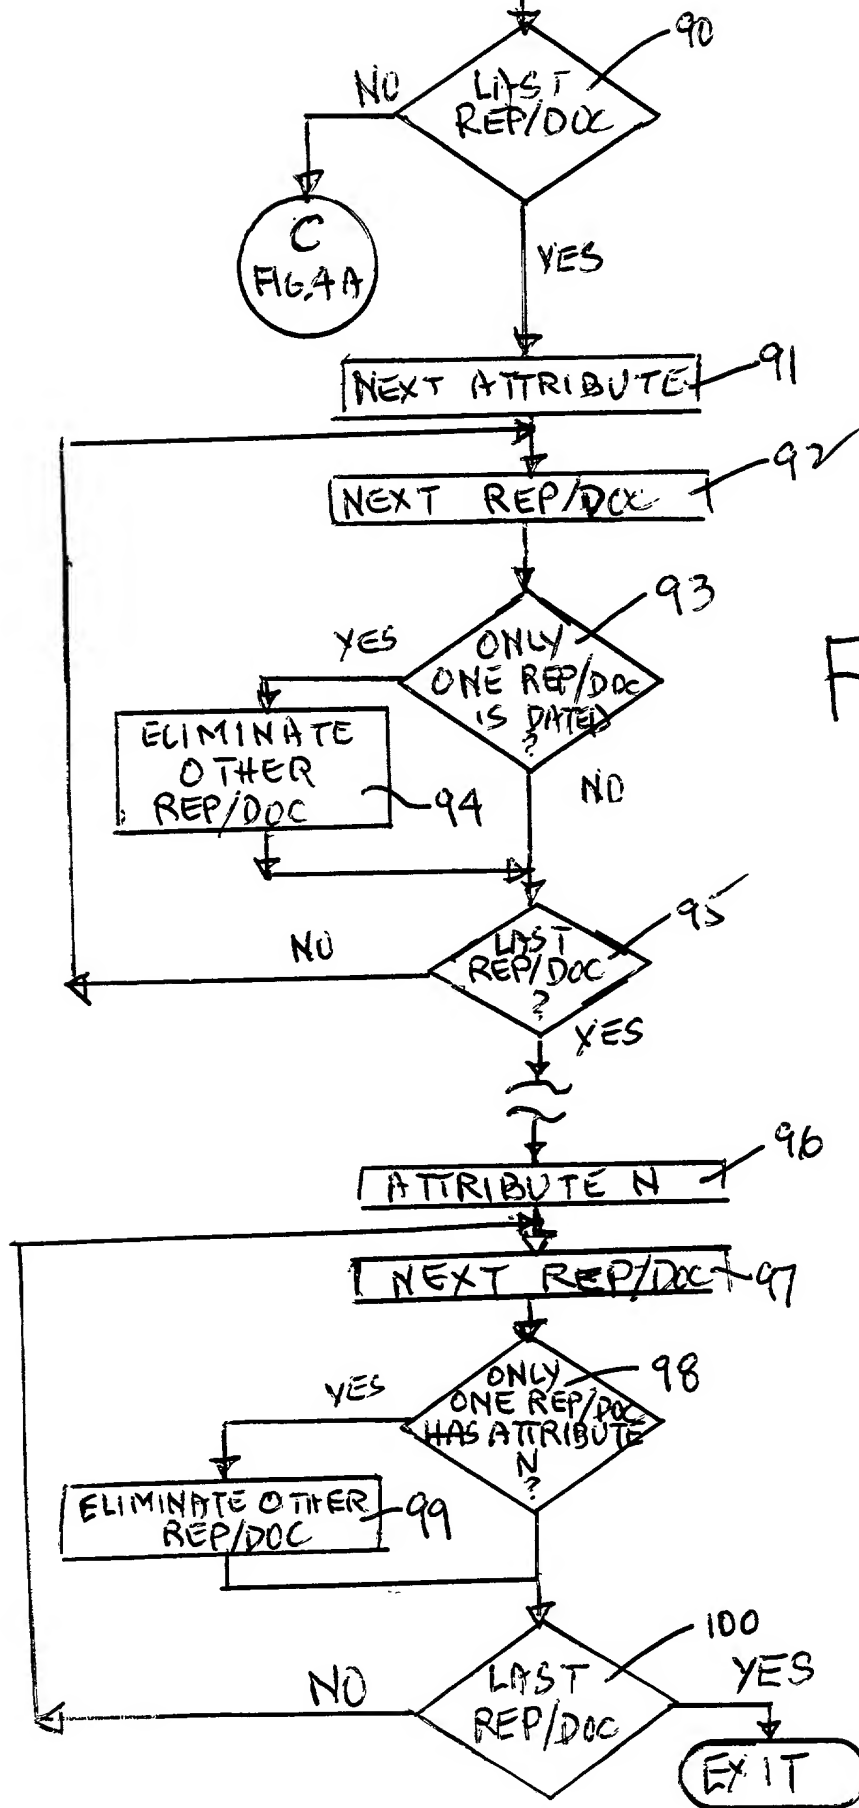 90
LAST
REP/DOC
NO
C
FIG.4A
YES
NEXT ATTRIBUTE
91
NEXT REP/DOC
92
93
ONLY
ONE REP/DOC
IS DATED
?
YES
F
ELIMINATE
OTHER
REP/DOC
94
NO
95
LAST
REP/DOC
?
NO
YES
96
ATTRIBUTE N
NEXT REP/DOC
97
98
ONLY
ONE REP/DOC
HAS ATTRIBUTE
N
?
YES
ELIMINATE OTHER
REP/DOC
99
100
LAST
REP/DOC
NO
YES
EXIT